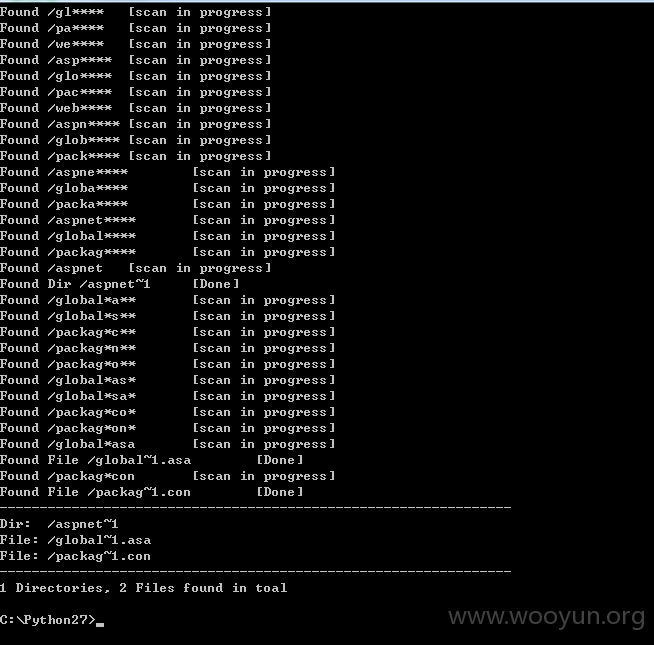 Found /gl****   [scan in progress]
Found /pa****   [scan in progress]
Found /we****   [scan in progress]
Found /asp****  [scan in progress]
Found /glo****  [scan in progress]
Found /pac****  [scan in progress]
Found /web****  [scan in progress]
Found /aspn**** [scan in progress]
Found /glob**** [scan in progress]
Found /pack**** [scan in progress]
Found /aspne****        [scan in progress]
Found /globa****        [scan in progress]
Found /packa****        [scan in progress]
Found /aspnet****       [scan in progress]
Found /global****       [scan in progress]
Found /packag****       [scan in progress]
Found /aspnet   [scan in progress]
Found Dir /aspnet~1     [Done]
Found /global*a**       [scan in progress]
Found /global*s**       [scan in progress]
Found /packag*c**       [scan in progress]
Found /packag*n**       [scan in progress]
Found /packag*o**       [scan in progress]
Found /global*as*       [scan in progress]
Found /global*sa*       [scan in progress]
Found /packag*co*       [scan in progress]
Found /packag*on*       [scan in progress]
Found /global*asa       [scan in progress]
Found File /global~1.asa        [Done]
Found /packag*con       [scan in progress]
Found File /packag~1.con        [Done]
----------------------------------------------------------------
Dir:  /aspnet~1
File: /global~1.asa
File: /packag~1.con
----------------------------------------------------------------
1 Directories, 2 Files found in toal
C:\Python27>_
www.wooyun.org